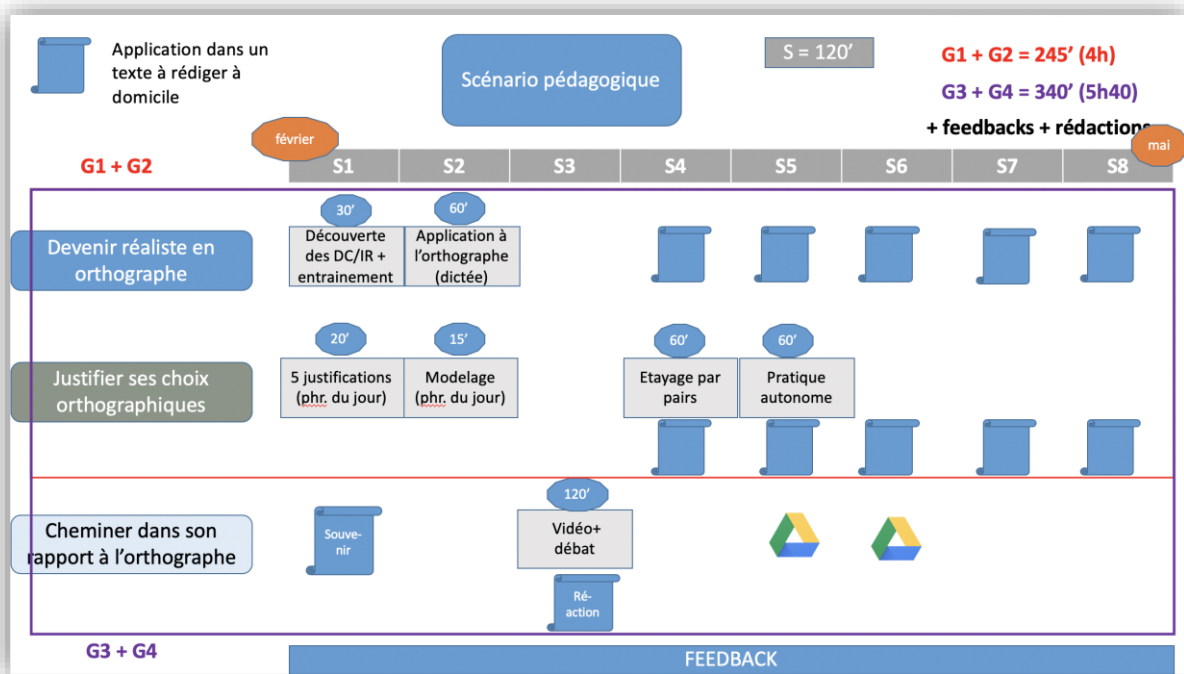 Application dans un
texte à rédiger à
domicile
Scénario pédagogique
S = 120’
G1 + G2 = 245’ (4h)
G3 + G4 = 340’ (5h40)
+ feedbacks + rédactions
février
mai
G1 + G2
S1
S2
S3
S4
S5
S6
S7
S8
Devenir réaliste en
orthographe
30’
Découverte
des DC/IR +
entrainement
60’
Application à
l’orthographe
(dictée)
Justifier ses choix
orthographiques
20’
5 justifications
(phr. du jour)
15’
Modelage
(phr. du jour)
60’
Etayage par
pairs
60’
Pratique
autonome
Cheminer dans son
rapport à l’orthographe
Souve-
nir
120’
Vidéo+
débat
Ré-
action
G3 + G4
FEEDBACK